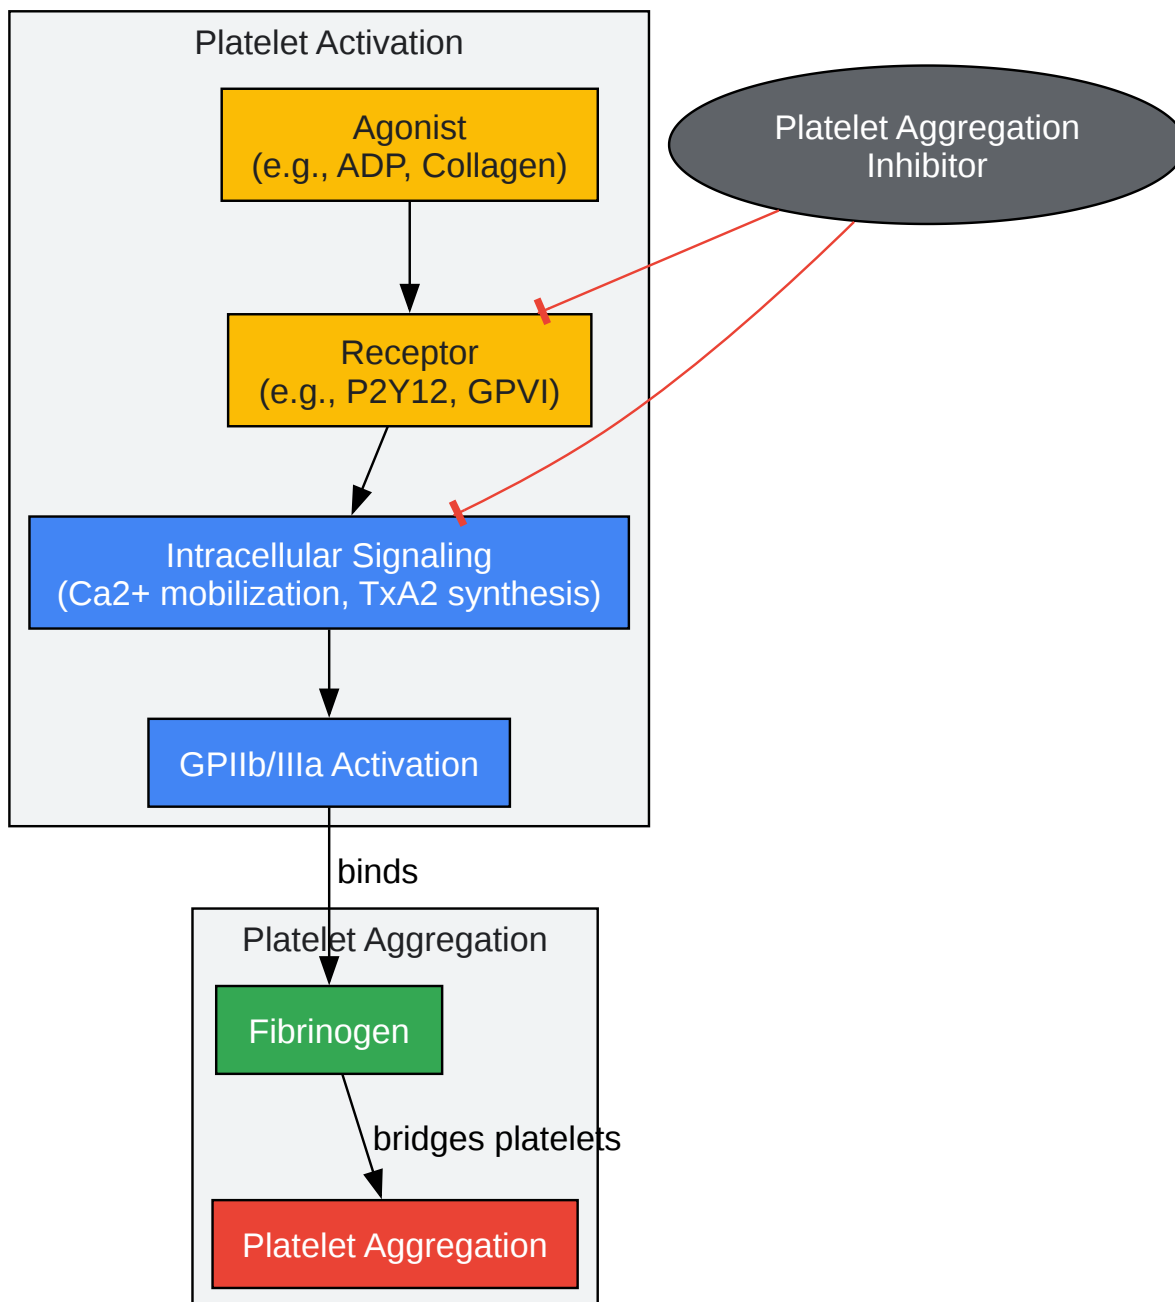 Platelet Activation
Agonist
(e.g., ADP, Collagen)
Platelet Aggregation
Inhibitor
Receptor
(e.g., P2Y12, GPVI)
Intracellular Signaling
(Ca2+ mobilization, TxA2 synthesis)
GPIIb/IIIa Activation
binds
Platelet Aggregation
Fibrinogen
bridges platelets
Platelet Aggregation